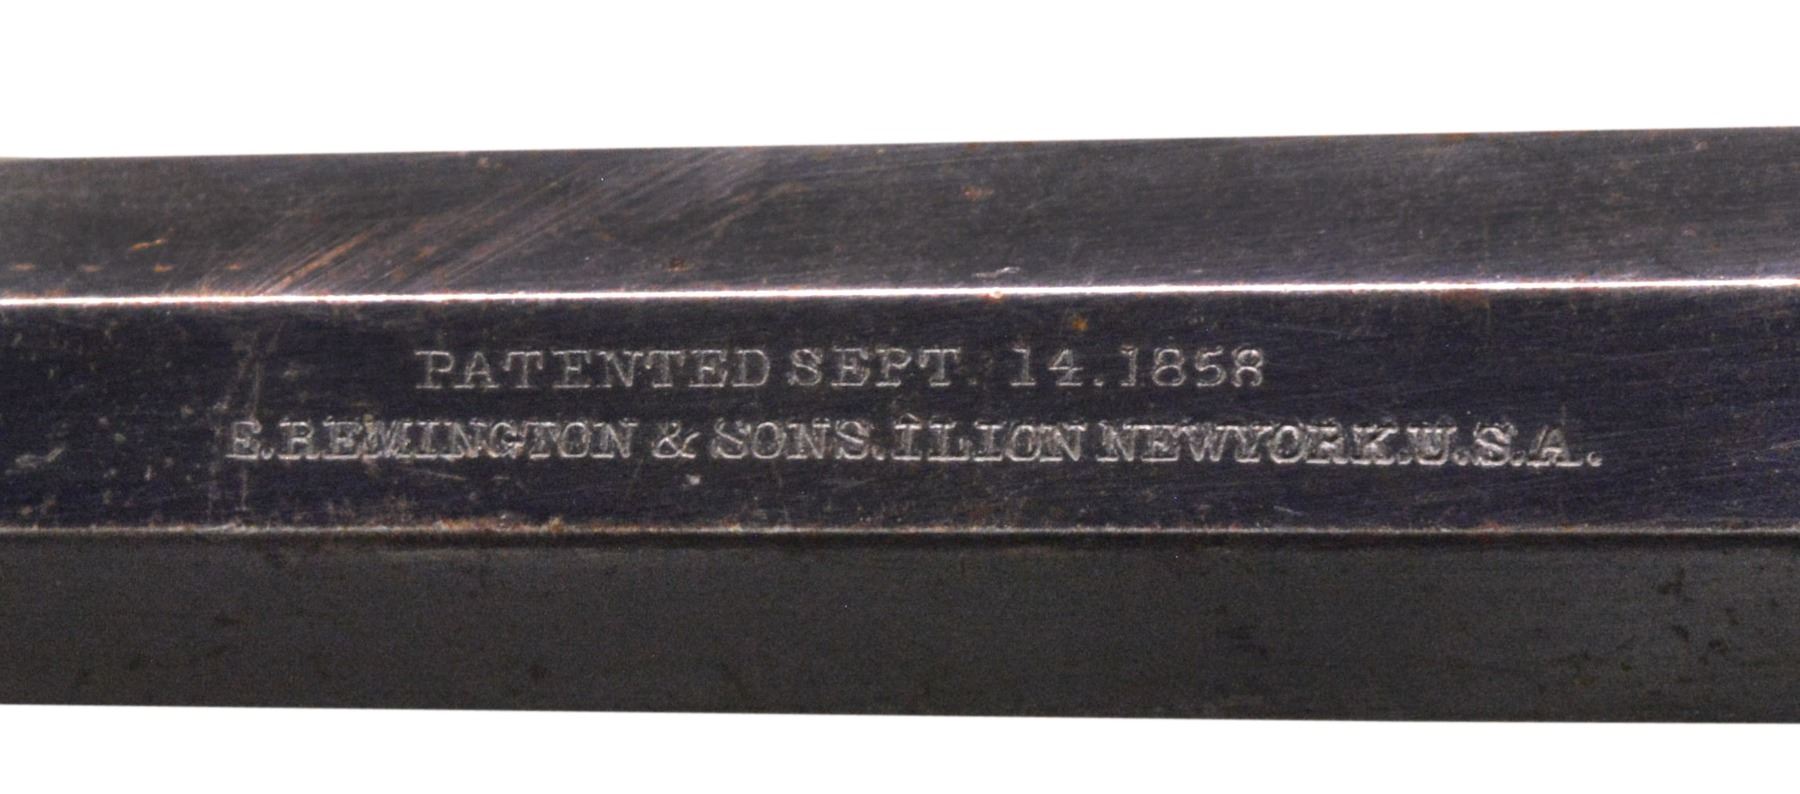 PATENTED SEPT. 14.1858
E.REMINGTON & SONS.ILION NEWYORK.U.S.A.